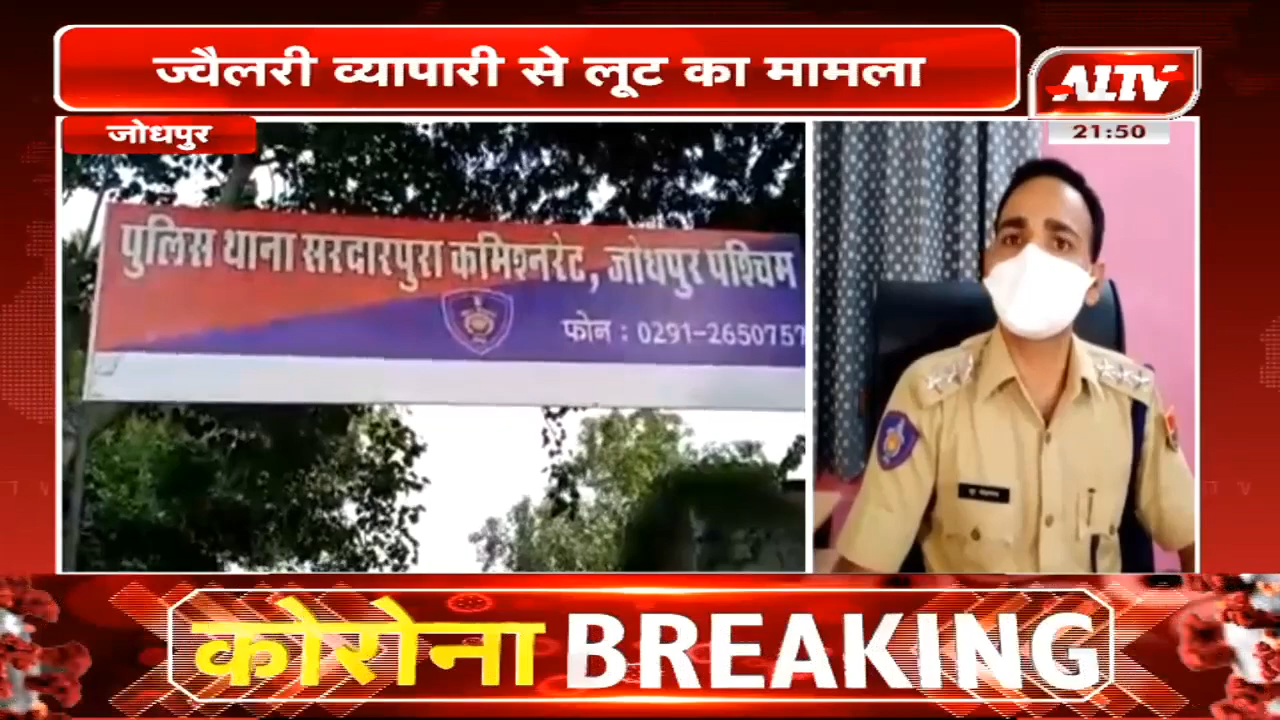 ज्वैलरी व्यापारी से लूट का मामला
ALTV
21:50
जोधपुर
पुलिस थाना सरदारपुरा कमिश्नरेट, जोधपुर पश्चिम
फोन : 0291-2650757
कोरोना BREAKING